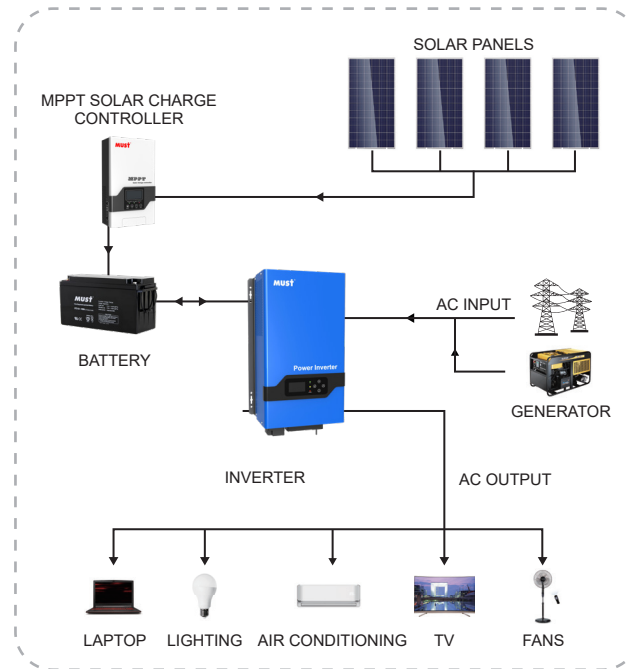 SOLAR PANELS
MPPT SOLAR CHARGE
CONTROLLER
MUST
MPPT
MUST
BATTERY
MUST
Power Inverter
INVERTER
AC INPUT
GENERATOR
AC OUTPUT
LAPTOP
LIGHTING
AIR CONDITIONING
TV
FANS